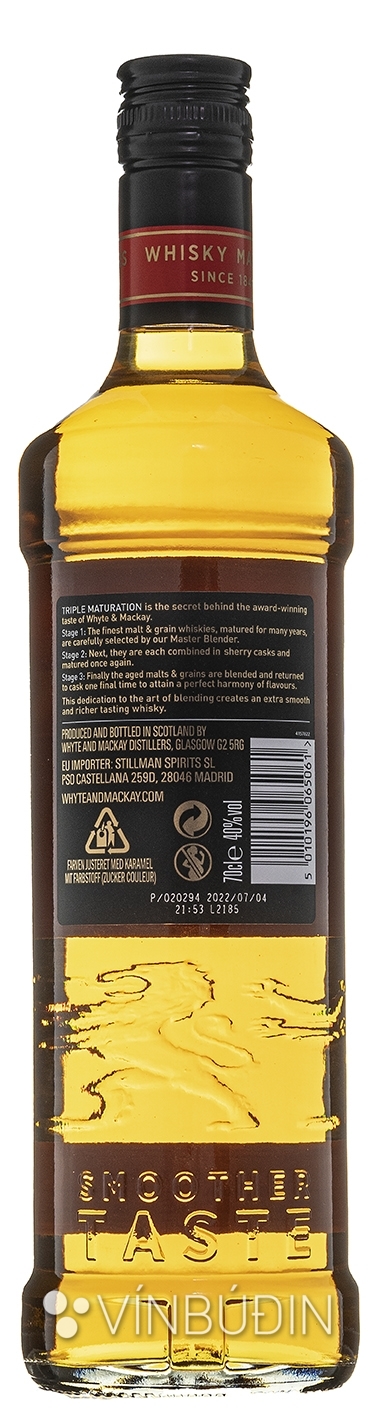 WHISKY MA
SINCE 184
TRIPLE MATURATION is the secret behind the award-winning
taste of Whyte & Mackay.
Stage 1: The finest malt & grain whiskies, matured for many years,
are carefully selected by our Master Blender.
Stage 2: Next, they are each combined in sherry casks and
matured once again.
Stage 3: Finally the aged malts & grains are blended and returned
to cask one final time to attain a perfect harmony of flavours.
This dedication to the art of blending creates an extra smooth
and richer tasting whisky.
PRODUCED AND BOTTLED IN SCOTLAND BY
WHYTE AND MACKAY DISTILLERS, GLASGOW G2 5RG
EU IMPORTER: STILLMAN SPIRITS SL
PSO CASTELLANA 259D, 28046 MADRID
WHYTEANDMACKAY.COM
FARVEN JUSTERET MED KARAMEL
MIT FARBSTOFF (ZUCKER COULEUR)
70cl e 40%vol
5 010196 065061 >
P/020294 2022/07/04
21:53 L2185
SMOOTHER
TASTE
VÍNBÚÐIN